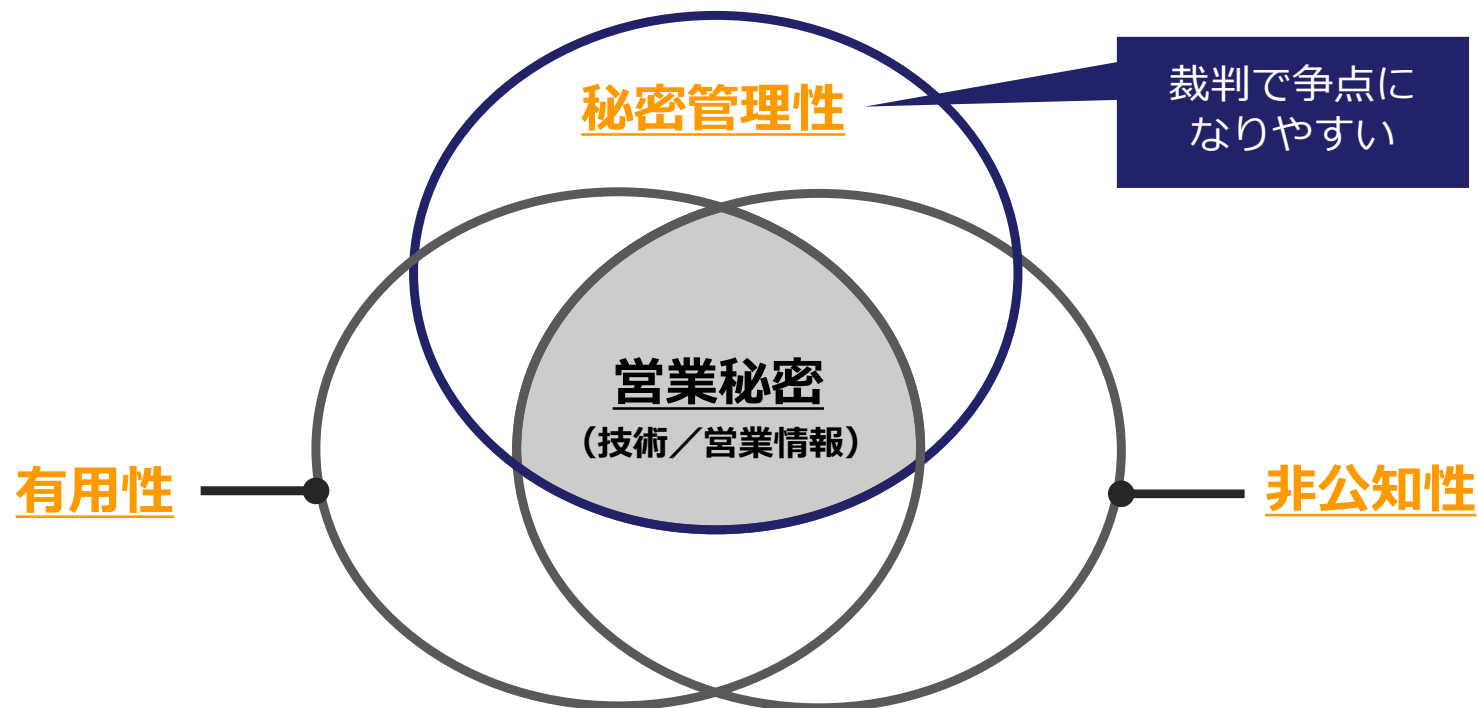 秘密管理性
裁判で争点に
なりやすい
営業秘密
（技術／営業情報）
有用性
非公知性